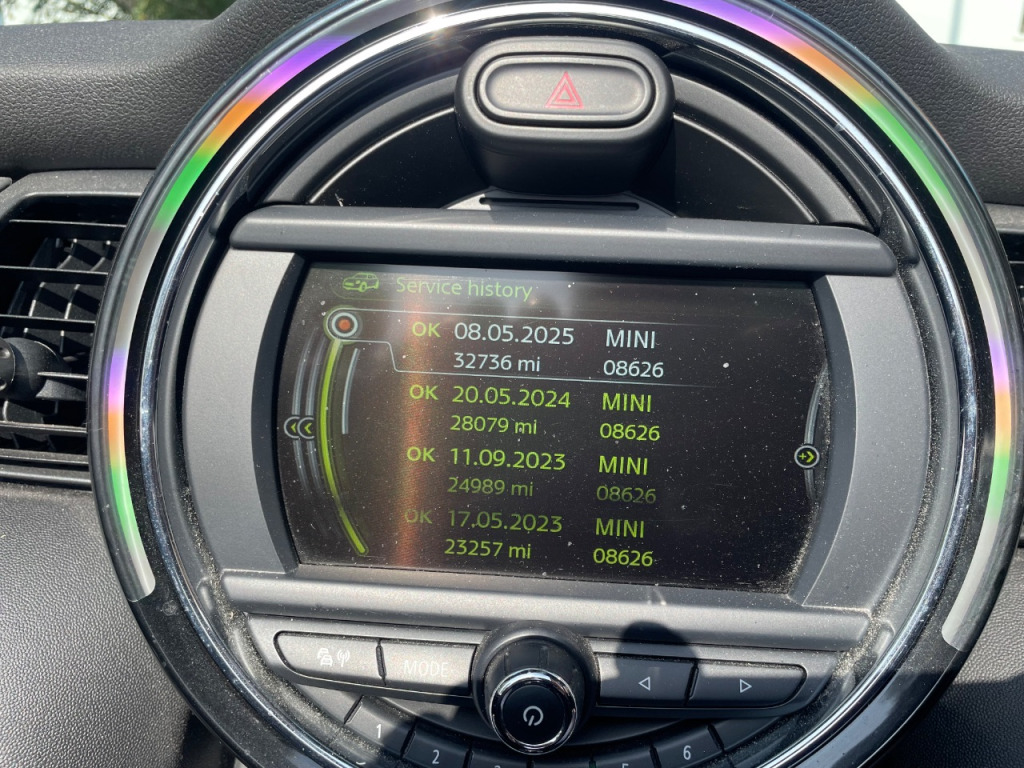 Service history
OK 08.05.2025 MINI
32736 mi 08626
OK 20.05.2024 MINI
28079 mi 08626
OK 11.09.2023 MINI
24989 mi 08626
OK 17.05.2023 MINI
23257 mi 08626
MODE
1
2
6